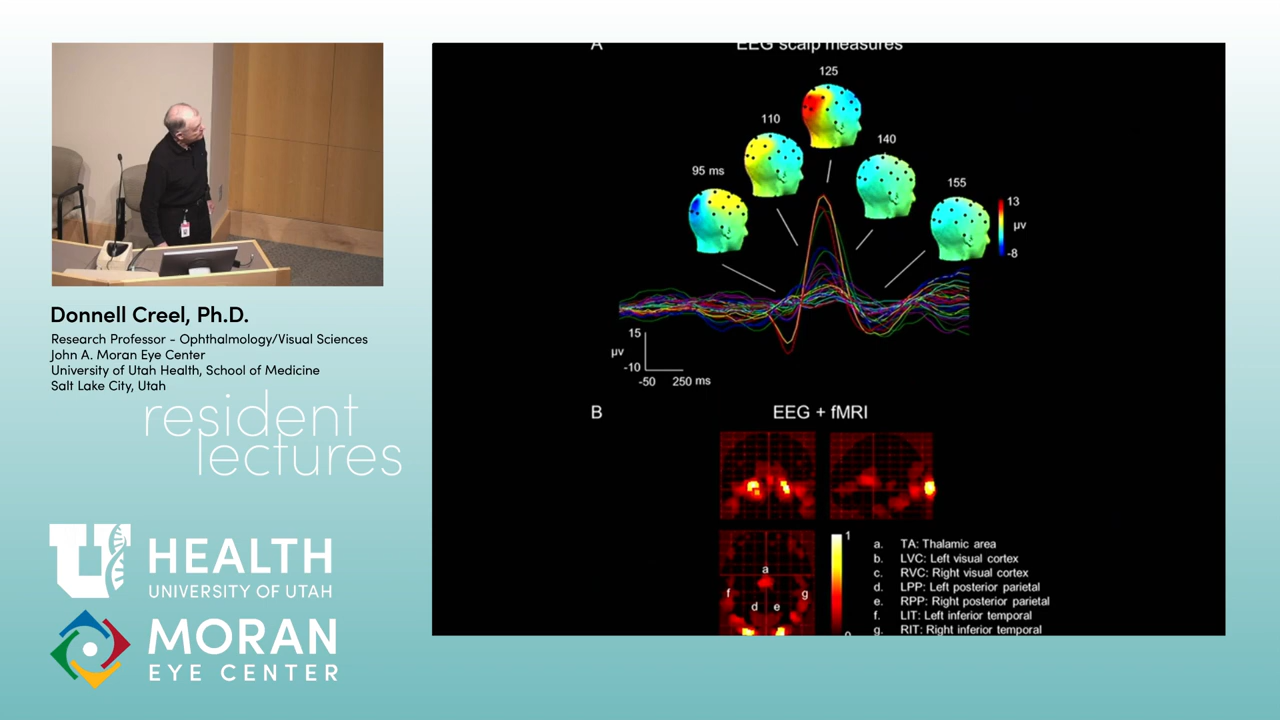 Donnell Creel, Ph.D.
Research Professor - Ophthalmology/Visual Sciences
John A. Moran Eye Center
University of Utah Health, School of Medicine
Salt Lake City, Utah
resident
lectures
U HEALTH
UNIVERSITY OF UTAH
MORAN
EYE CENTER
A EEG scalp measures
125
110
140
95 ms
155
13
μv
-8
15
μv
-10
-50 250 ms
B EEG + fMRI
1
0
a
f g
d e
a. TA: Thalamic area
b. LVC: Left visual cortex
c. RVC: Right visual cortex
d. LPP: Left posterior parietal
e. RPP: Right posterior parietal
f. LIT: Left inferior temporal
g. RIT: Right inferior temporal